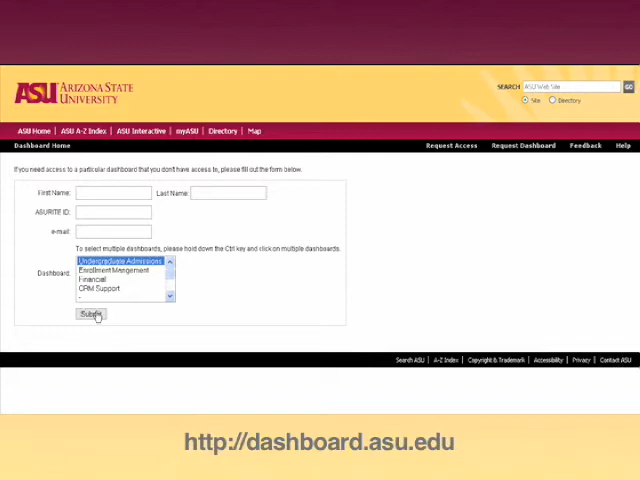 ASU ARIZONA STATE UNIVERSITY
SEARCH ASU Web Site GO
Site Directory
ASU Home | ASU A-Z Index | ASU Interactive | myASU | Directory | Map
Dashboard Home Request Access Request Dashboard Feedback Help
If you need access to a particular dashboard that you don't have access to, please fill out the form below.
First Name: Last Name:
ASURITE ID:
e-mail:
To select multiple dashboards, please hold down the Ctrl key and click on multiple dashboards.
Dashboard:
Undergraduate Admissions
Enrollment Mangement
Financial
CRM Support
-
Submit
Search ASU | A-Z Index | Copyright & Trademark | Accessibility | Privacy | Contact ASU
http://dashboard.asu.edu